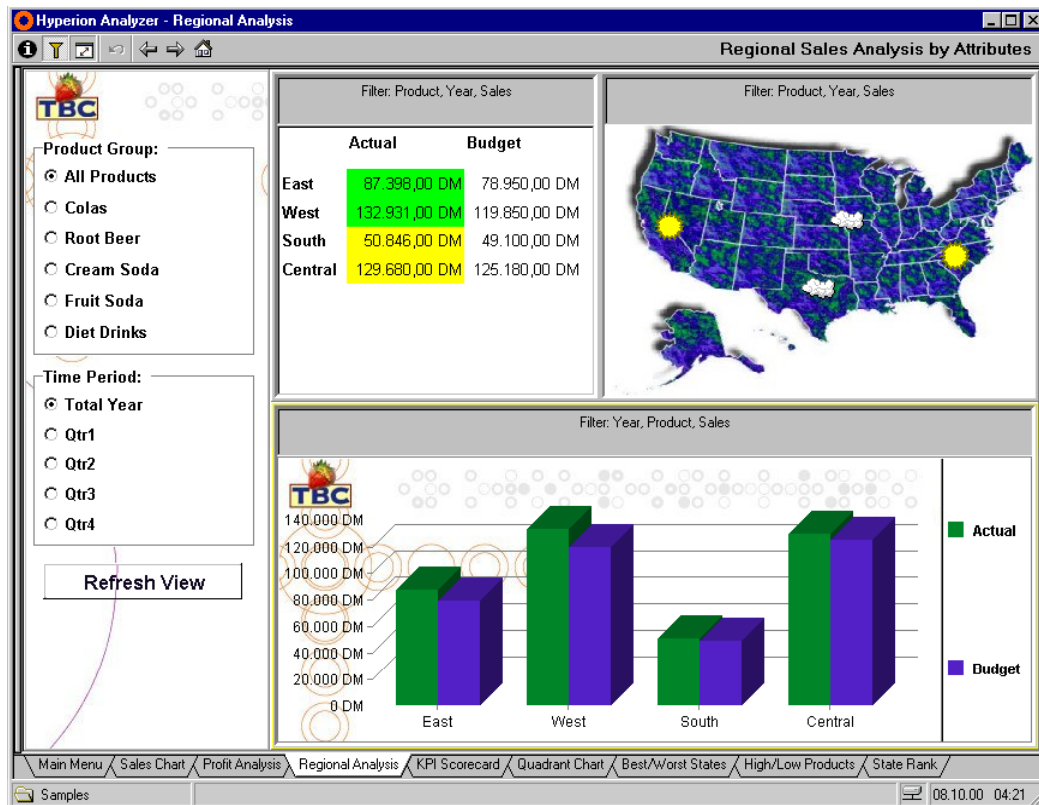 Hyperion Analyzer - Regional Analysis
Regional Sales Analysis by Attributes
TBC
Product Group:
All Products
Colas
Root Beer
Cream Soda
Fruit Soda
Diet Drinks
Time Period:
Total Year
Qtr1
Qtr2
Qtr3
Qtr4
Refresh View
Filter: Product, Year, Sales
Actual Budget
East 87.398,00 DM 78.950,00 DM
West 132.931,00 DM 119.850,00 DM
South 50.846,00 DM 49.100,00 DM
Central 129.680,00 DM 125.180,00 DM
Filter: Product, Year, Sales
Filter: Year, Product, Sales
TBC
140.000 DM
120.000 DM
100.000 DM
80.000 DM
60.000 DM
40.000 DM
20.000 DM
0 DM
East West South Central
Actual
Budget
Main Menu Sales Chart Profit Analysis Regional Analysis KPI Scorecard Quadrant Chart Best/Worst States High/Low Products State Rank
Samples 08.10.00 04:21